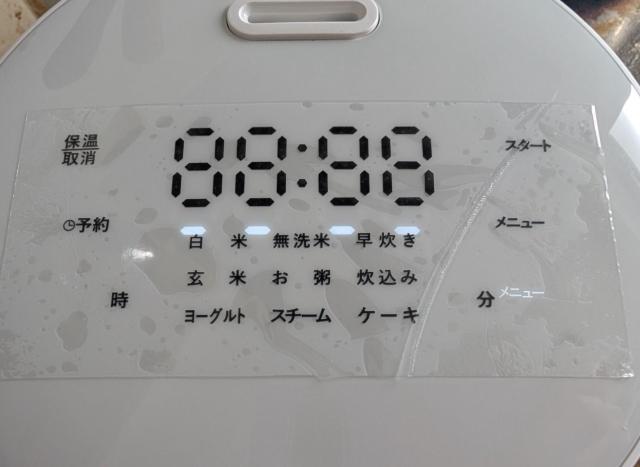 保温
取消
88:88
スタート
予約
メニュー
白米 無洗米 早炊き
玄米 お粥 炊込み
時
分
メニュー
ヨーグルト スチーム ケーキ